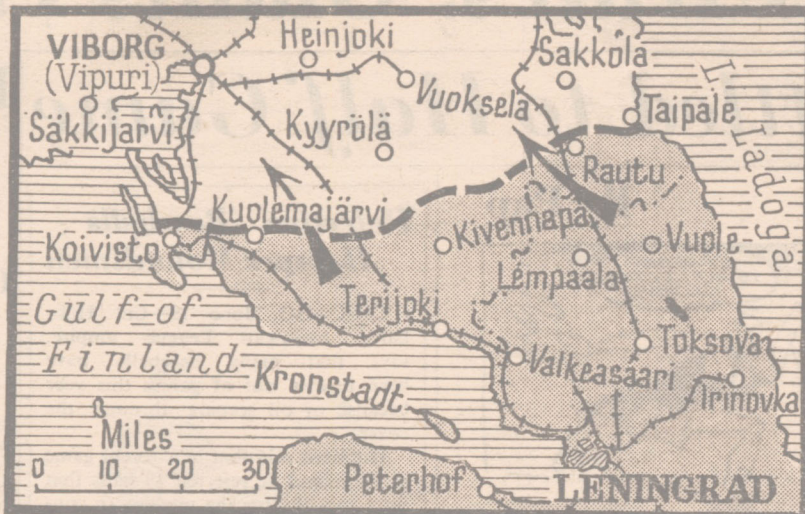 VIBORG
(Vipuri)
Heinjoki
Sakkola
Säkkijärvi
Vuoksela
Taipale
Kyyrölä
L. Ladoga
Rautu
Kuolemajärvi
Kivennapa
Vuole
Koivisto
Lempaala
Terijoki
Gulf of
Finland
Toksova
Valkeasaari
Kronstadt
Irinovka
Miles
0 10 20 30
Peterhof
LENINGRAD